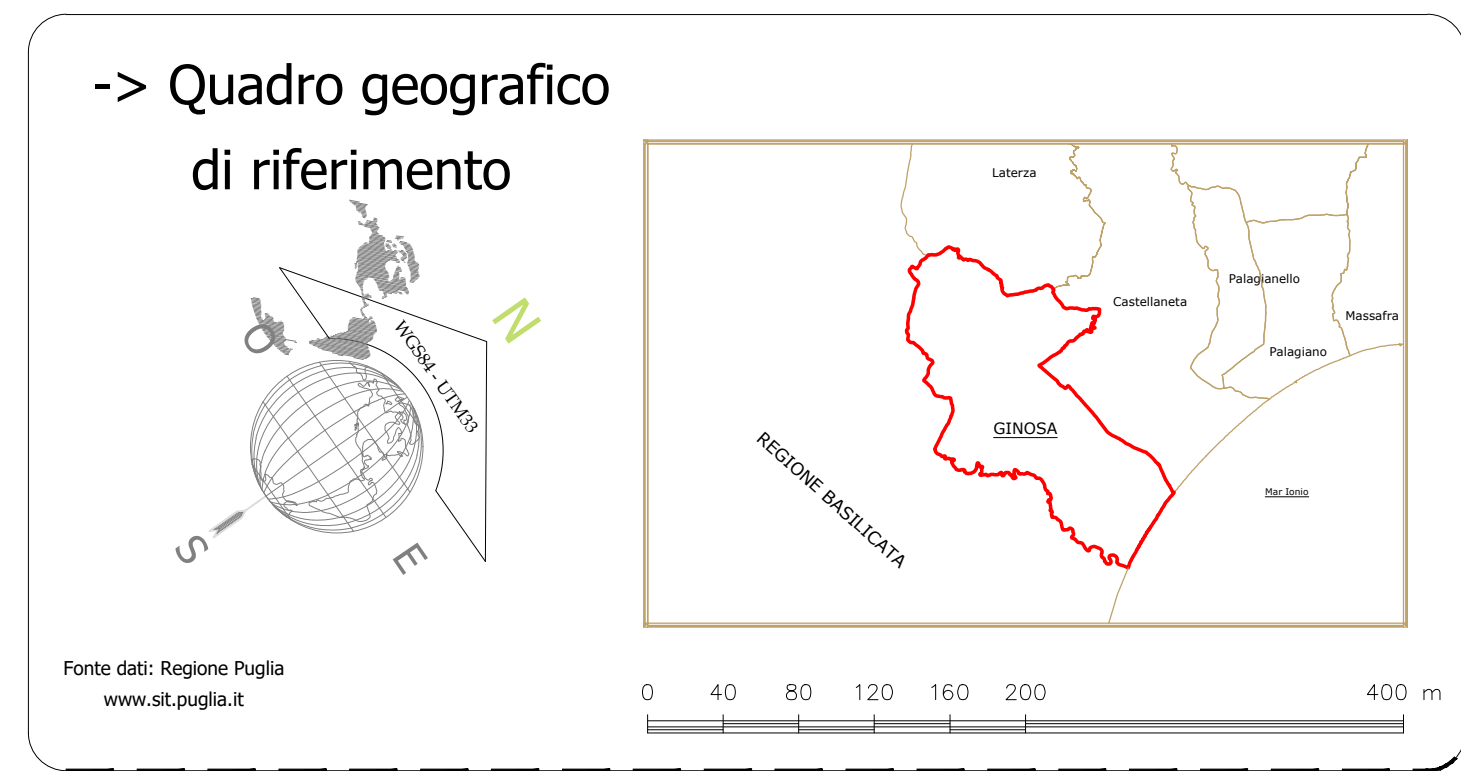 -> Quadro geografico
di riferimento
N
O
WGS84 - UTM33
S
E
Fonte dati: Regione Puglia
www.sit.puglia.it
Laterza
Castellaneta
Palagianello
Massafra
Palagiano
GINOSA
REGIONE BASILICATA
Mar Ionio
0 40 80 120 160 200 400 m